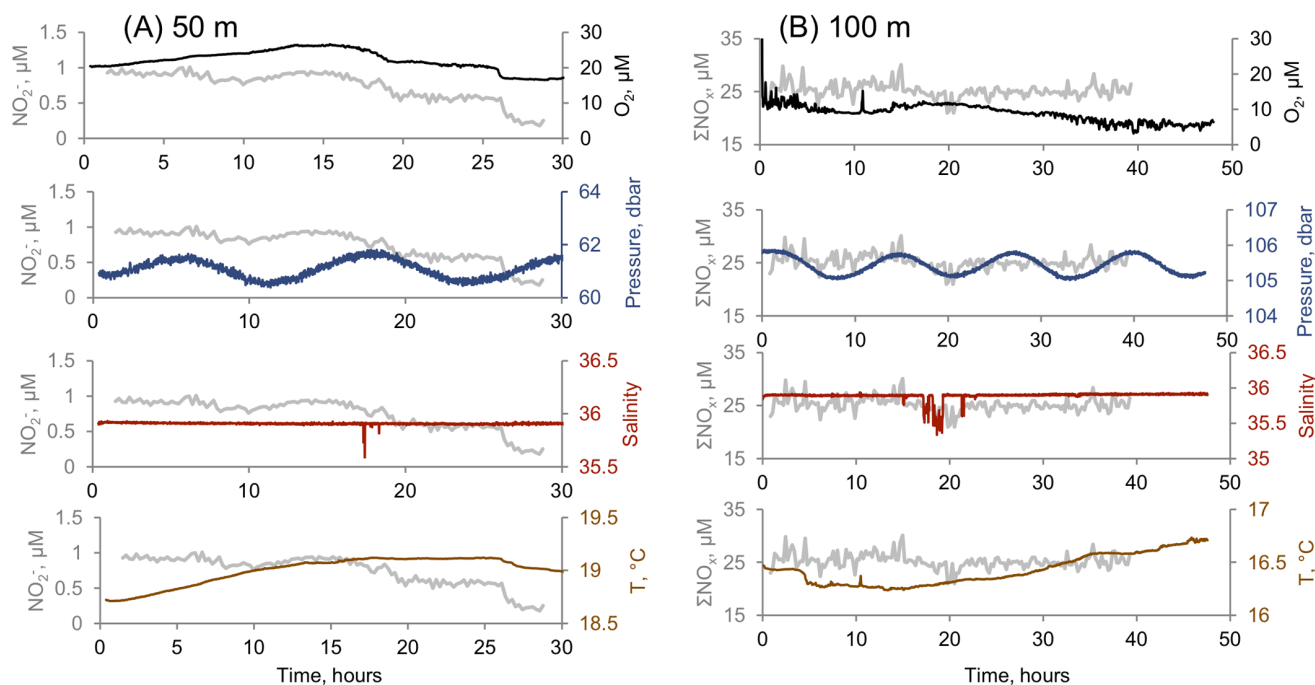 (A) 50 m
1.5
1
0.5
0
NO₂⁻, µM
30
20
10
0
O₂, µM
0 5 10 15 20 25 30
1.5
1
0.5
0
NO₂⁻, µM
64
62
60
Pressure, dbar
0 10 20 30
1.5
1
0.5
0
NO₂⁻, µM
36.5
36
35.5
Salinity
0 10 20 30
1.5
1
0.5
0
NO₂⁻, µM
19.5
19
18.5
T, °C
0 5 10 15 20 25 30
Time, hours
(B) 100 m
35
25
15
ΣNOₓ, µM
30
20
10
0
O₂, µM
0 10 20 30 40 50
35
25
15
ΣNOₓ, µM
107
106
105
104
Pressure, dbar
0 10 20 30 40 50
35
25
15
ΣNOₓ, µM
36.5
36
35.5
35
Salinity
0 10 20 30 40 50
35
25
15
ΣNOₓ, µM
17
16.5
16
T, °C
0 10 20 30 40 50
Time, hours